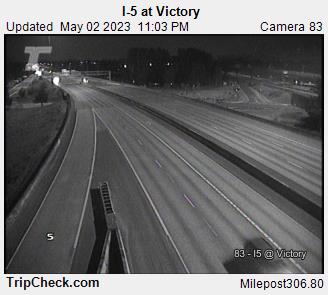 I-5 at Victory
Updated May 02 2023 11:03 PM Camera 83
S
83 - I5 @ Victory
TripCheck.com Milepost306.80